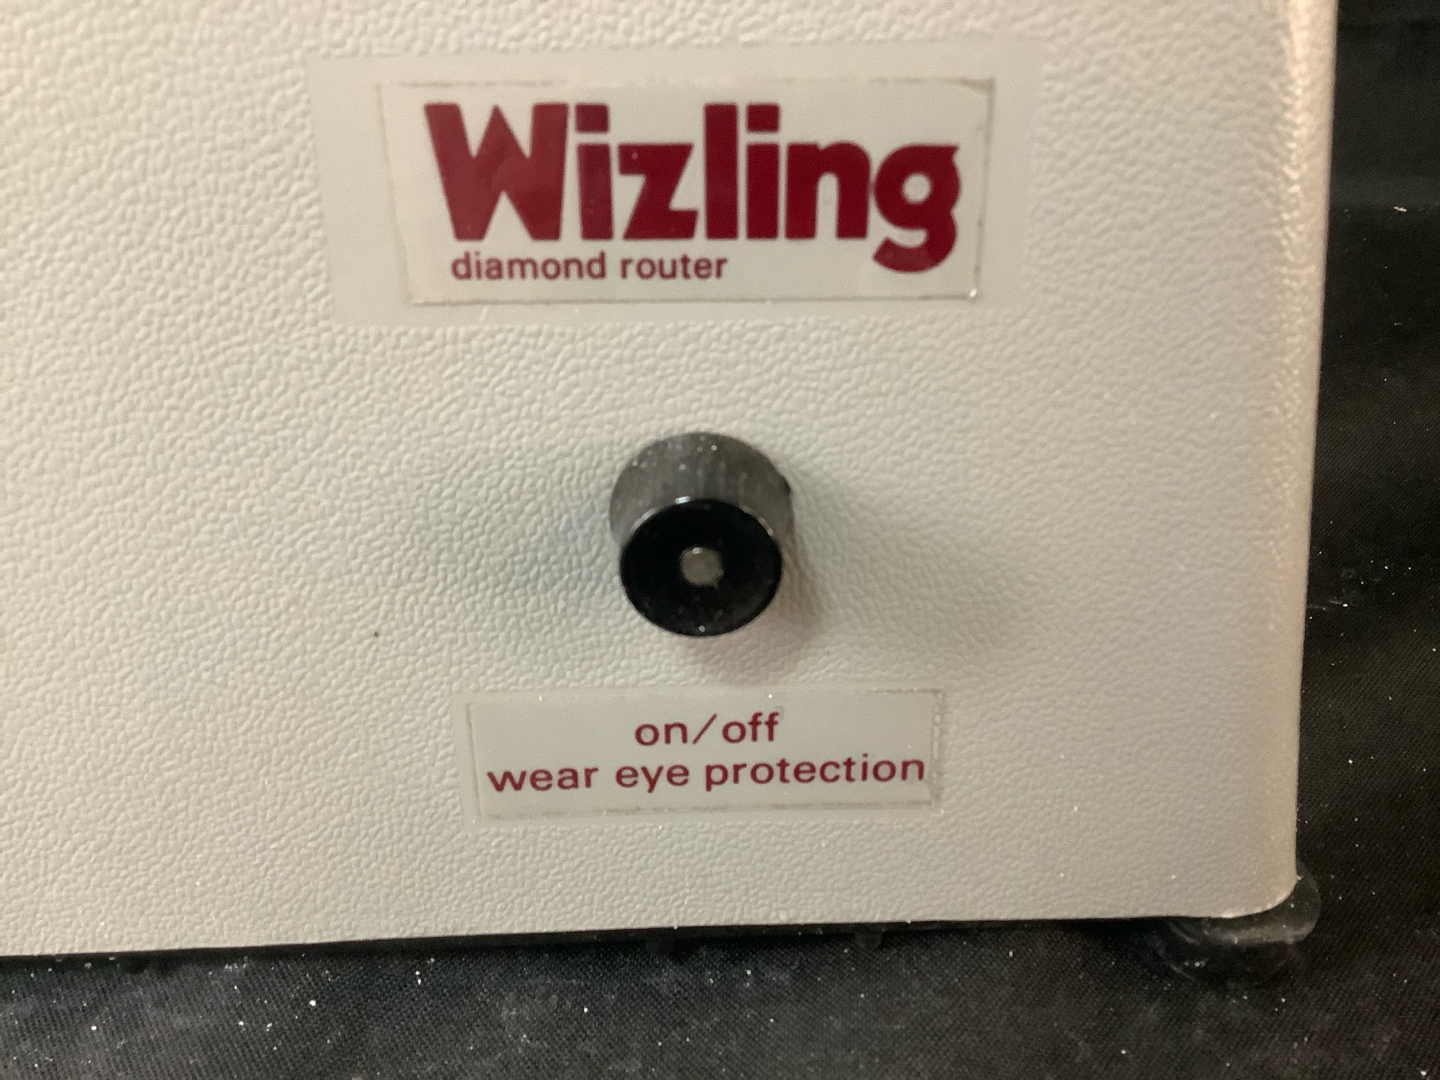 Wizling
diamond router
on/off
wear eye protection